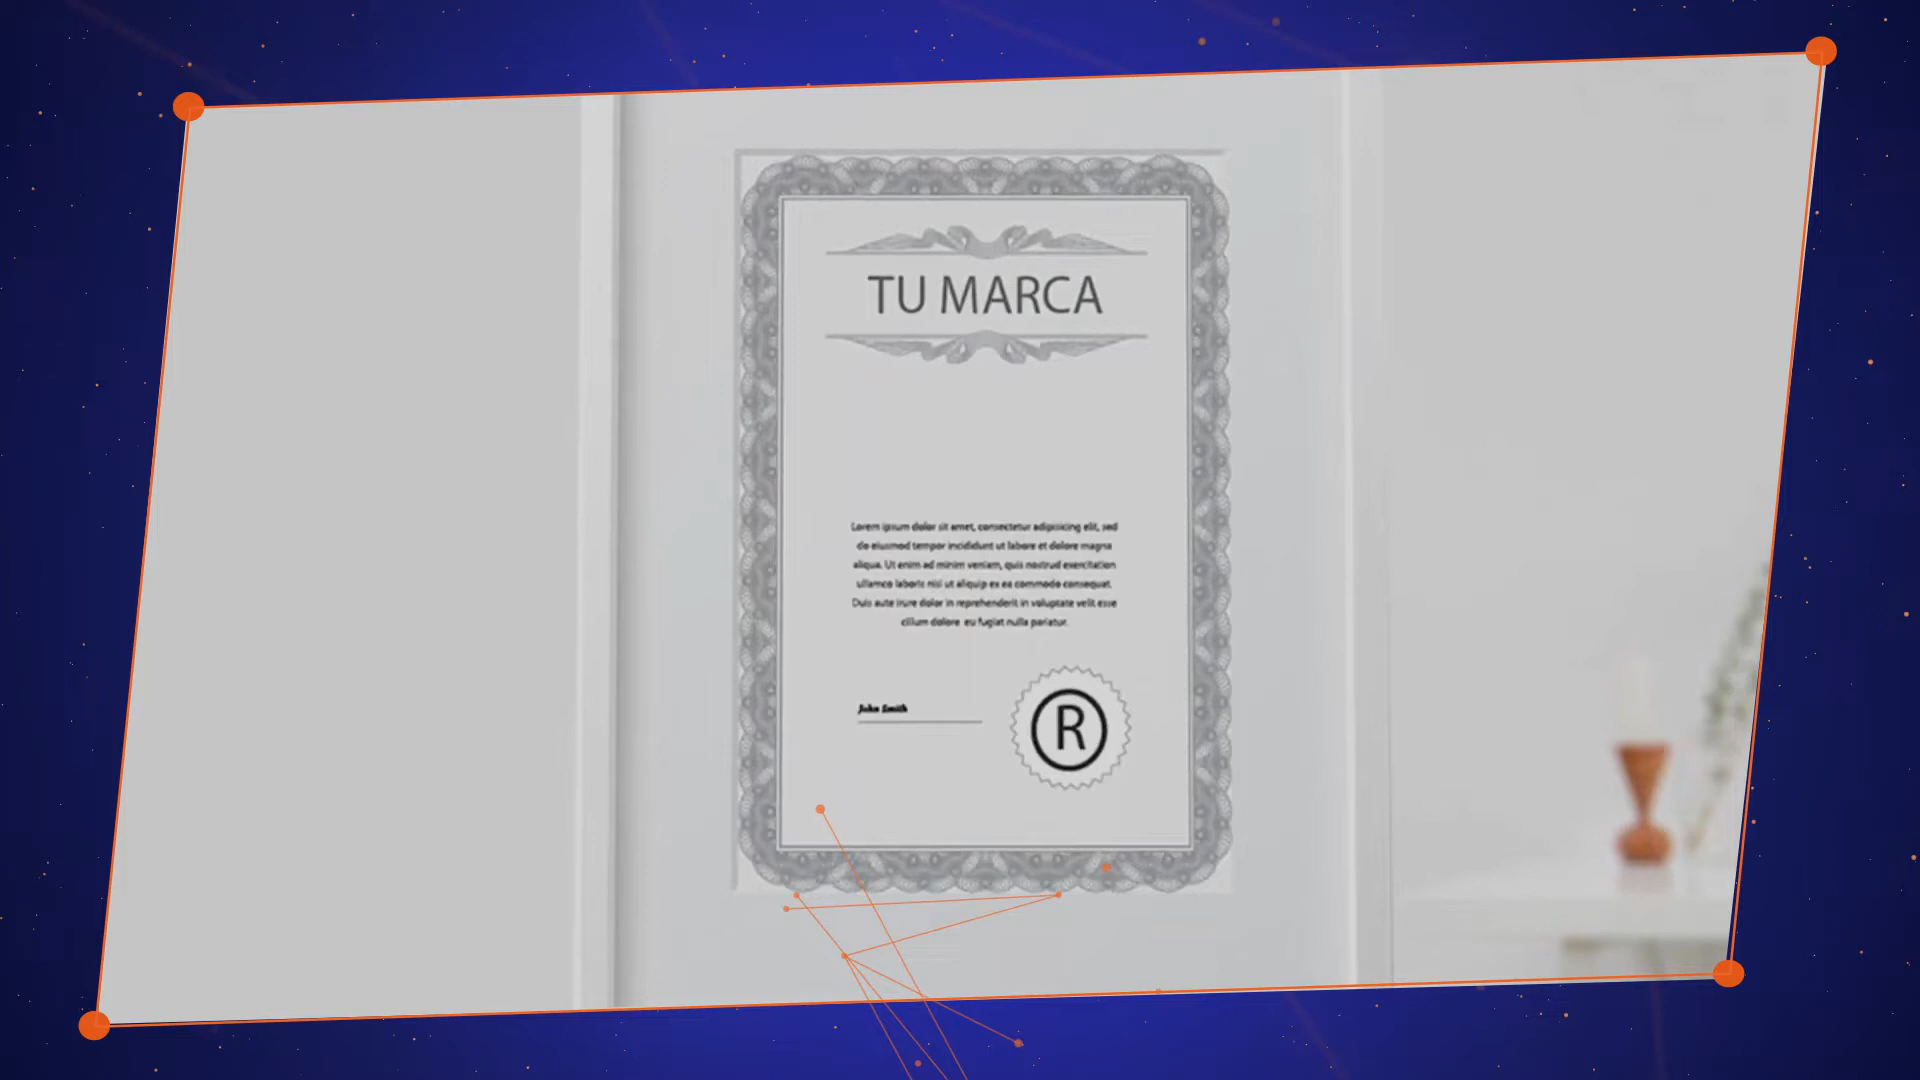 TU MARCA
Lorem ipsum dolor sit amet, consectetur adipisicing elit, sed
do eiusmod tempor incididunt ut labore et dolore magna
aliqua. Ut enim ad minim veniam, quis nostrud exercitation
ullamco laboris nisi ut aliquip ex ea commodo consequat.
Duis aute irure dolor in reprehenderit in voluptate velit esse
cillum dolore eu fugiat nulla pariatur.
John Smith
®